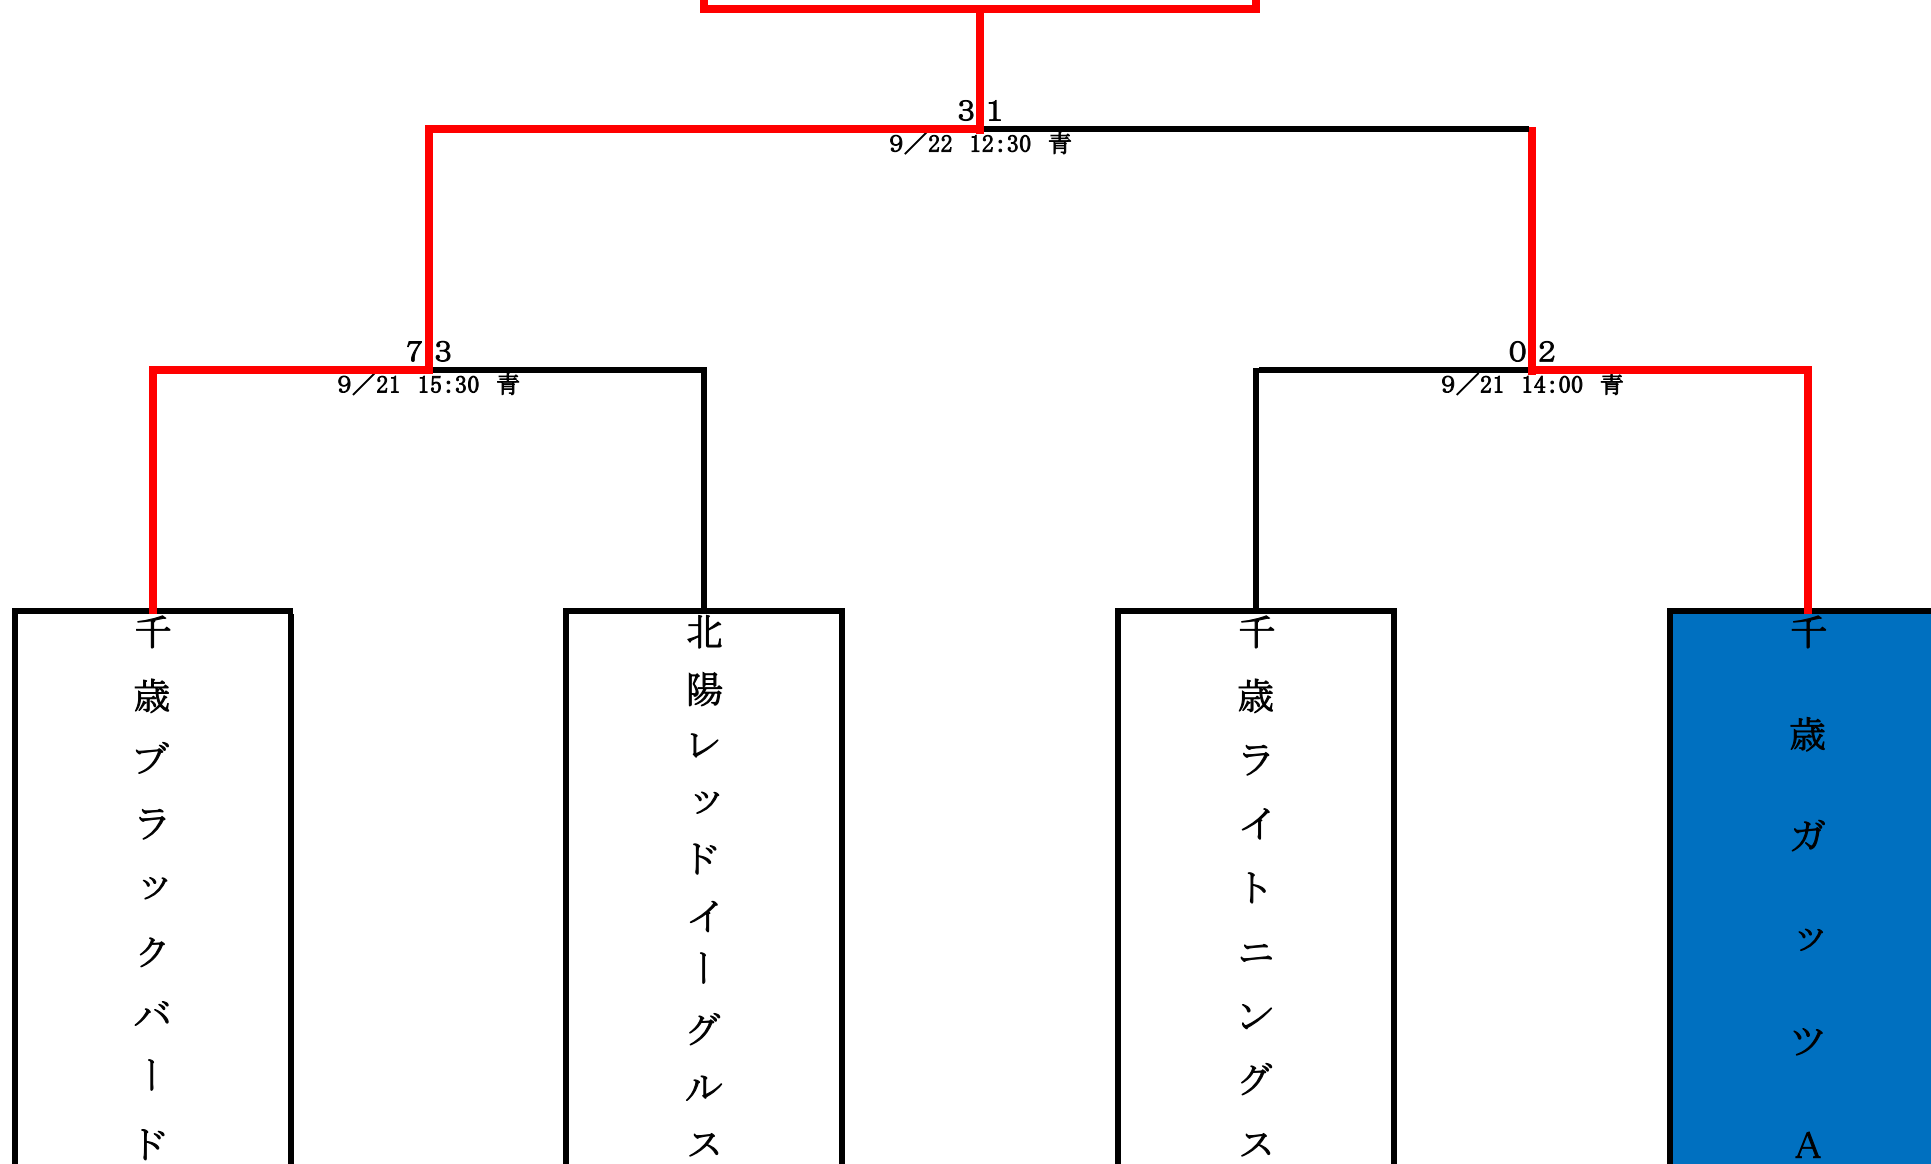 3 1
9／22 12:30 青
7 3
9／21 15:30 青
0 2
9／21 14:00 青
千歳ブラックバード
北陽レッドイーグルス
千歳ライトニングス
千歳ガッツA